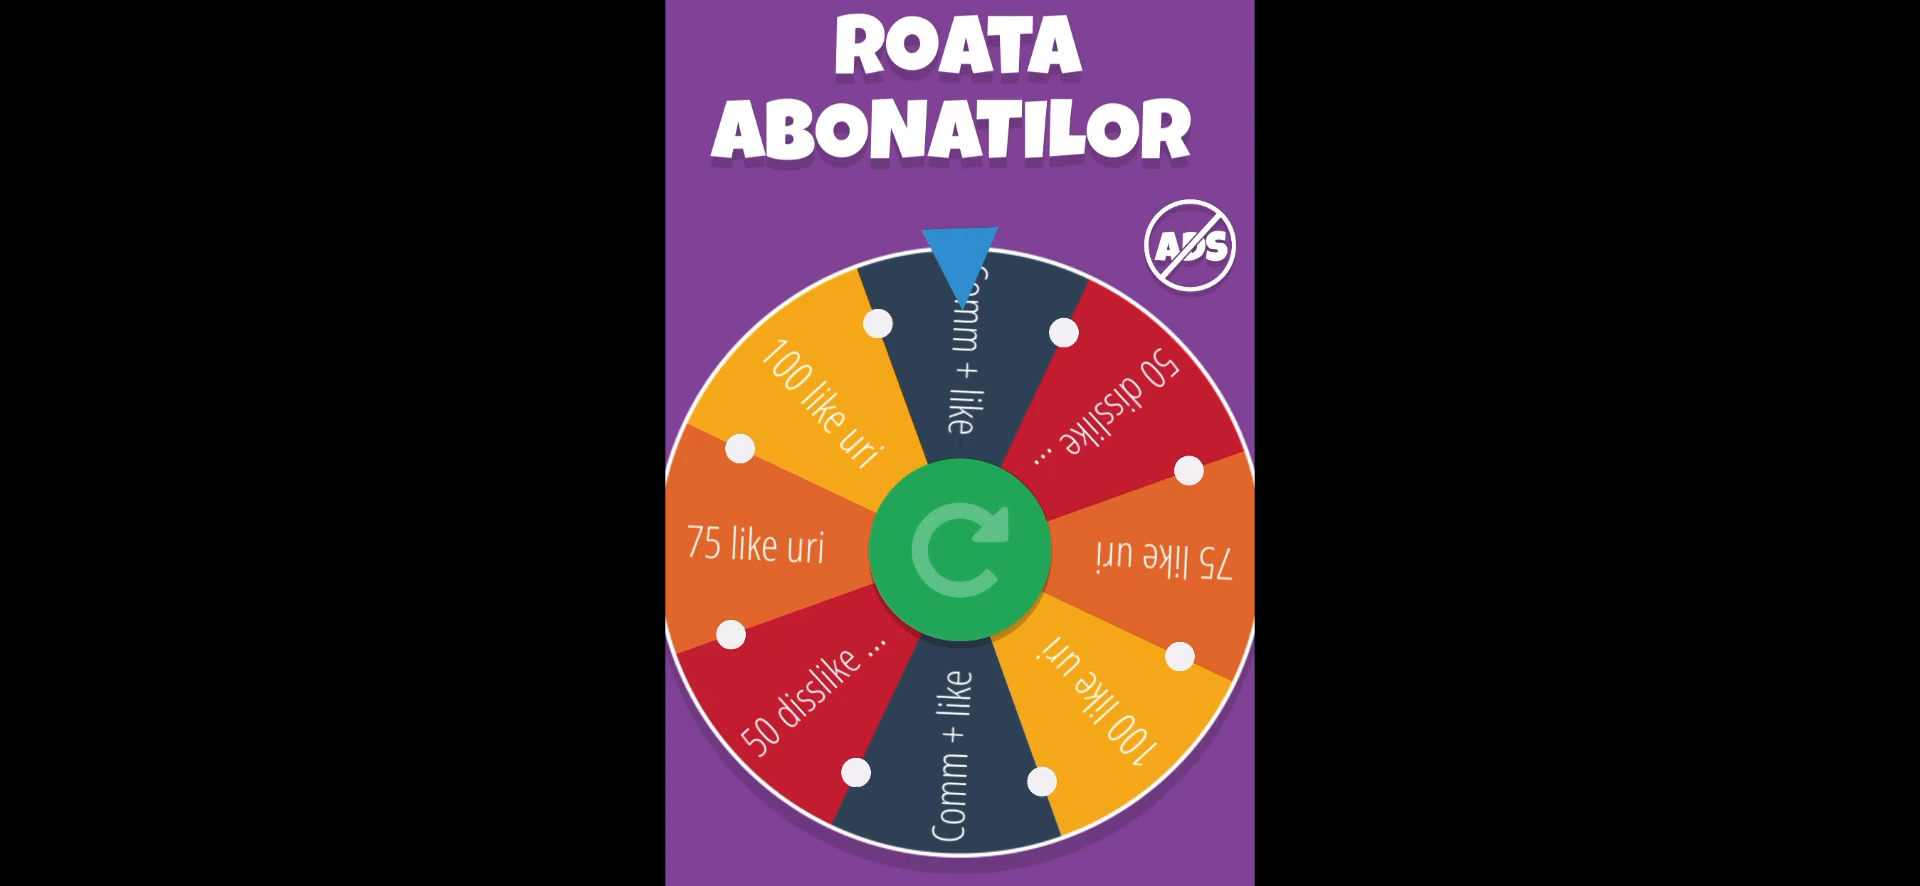 ROATA
ABONATILOR
ADS
Comm + like
50 disslike ...
75 like uri
100 like uri
Comm + like
50 disslike ...
75 like uri
100 like uri